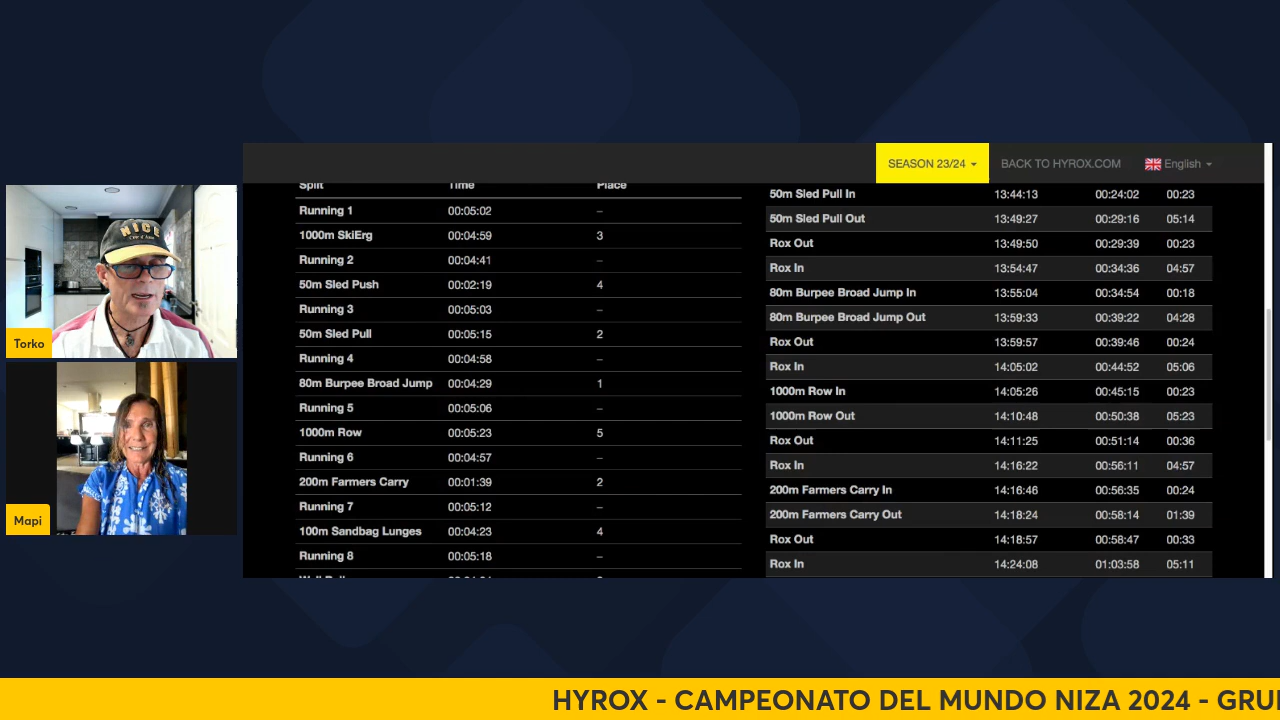 SEASON 23/24
BACK TO HYROX.COM
English
Split Time Place
Running 1 00:05:02 –
1000m SkiErg 00:04:59 3
Running 2 00:04:41 –
50m Sled Push 00:02:19 4
Running 3 00:05:03 –
50m Sled Pull 00:05:15 2
Running 4 00:04:58 –
80m Burpee Broad Jump 00:04:29 1
Running 5 00:05:06 –
1000m Row 00:05:23 5
Running 6 00:04:57 –
200m Farmers Carry 00:01:39 2
Running 7 00:05:12 –
100m Sandbag Lunges 00:04:23 4
Running 8 00:05:18 –
50m Sled Pull In 13:44:13 00:24:02 00:23
50m Sled Pull Out 13:49:27 00:29:16 05:14
Rox Out 13:49:50 00:29:39 00:23
Rox In 13:54:47 00:34:36 04:57
80m Burpee Broad Jump In 13:55:04 00:34:54 00:18
80m Burpee Broad Jump Out 13:59:33 00:39:22 04:28
Rox Out 13:59:57 00:39:46 00:24
Rox In 14:05:02 00:44:52 05:06
1000m Row In 14:05:26 00:45:15 00:23
1000m Row Out 14:10:48 00:50:38 05:23
Rox Out 14:11:25 00:51:14 00:36
Rox In 14:16:22 00:56:11 04:57
200m Farmers Carry In 14:16:46 00:56:35 00:24
200m Farmers Carry Out 14:18:24 00:58:14 01:39
Rox Out 14:18:57 00:58:47 00:33
Rox In 14:24:08 01:03:58 05:11
NICE
Torko
Mapi
HYROX - CAMPEONATO DEL MUNDO NIZA 2024 - GRU